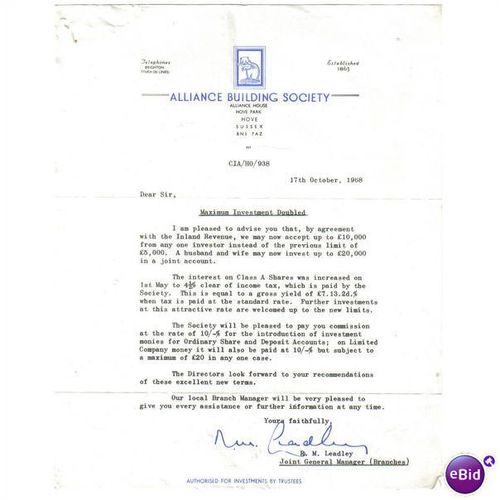 Telephones
BRIGHTON
Established
1863
ALLIANCE BUILDING SOCIETY
ALLIANCE HOUSE
HOVE PARK
HOVE
SUSSEX
BN3 7AZ
CJA/HO/938
17th October, 1968
Dear Sir,
Maximum Investment Doubled
I am pleased to advise you that, by agreement
with the Inland Revenue, we may now accept up to £10,000
from any one investor instead of the previous limit of
£5,000. A husband and wife may now invest up to £20,000
in a joint account.
The interest on Class A Shares was increased on
1st May to 4½% clear of income tax, which is paid by the
Society. This is equal to a gross yield of £7.13.2d.%
when tax is paid at the standard rate. Further investments
at this attractive rate are welcomed up to the new limits.
The Society will be pleased to pay you commission
at the rate of 10/-% for the introduction of investment
monies for Ordinary Share and Deposit Accounts; on Limited
Company money it will also be paid at 10/-% but subject to
a maximum of £20 in any one case.
The Directors look forward to your recommendations
of these excellent new terms.
Our local Branch Manager will be very pleased to
give you every assistance or further information at any time.
Yours faithfully,
R. M. Leadley
Joint General Manager (Branches)
AUTHORISED FOR INVESTMENTS BY TRUSTEES
eBid